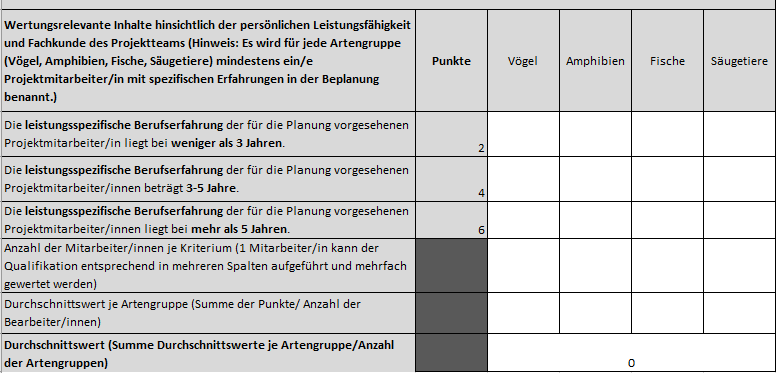 Wertungsrelevante Inhalte hinsichtlich der persönlichen Leistungsfähigkeit
und Fachkunde des Projektteams (Hinweis: Es wird für jede Artengruppe
(Vögel, Amphibien, Fische, Säugetiere) mindestens ein/e
Projektmitarbeiter/in mit spezifischen Erfahrungen in der Beplanung
benannt.)
Punkte
Vögel
Amphibien
Fische
Säugetiere
Die leistungsspezifische Berufserfahrung der für die Planung vorgesehenen
Projektmitarbeiter/in liegt bei weniger als 3 Jahren.
2
Die leistungsspezifische Berufserfahrung der für die Planung vorgesehenen
Projektmitarbeiter/innen beträgt 3-5 Jahre.
4
Die leistungsspezifische Berufserfahrung der für die Planung vorgesehenen
Projektmitarbeiter/innen liegt bei mehr als 5 Jahren.
6
Anzahl der Mitarbeiter/innen je Kriterium (1 Mitarbeiter/in kann der
Qualifikation entsprechend in mehreren Spalten aufgeführt und mehrfach
gewertet werden)
Durchschnittswert je Artengruppe (Summe der Punkte/ Anzahl der
Bearbeiter/innen)
Durchschnittswert (Summe Durchschnittswerte je Artengruppe/Anzahl
der Artengruppen)
0